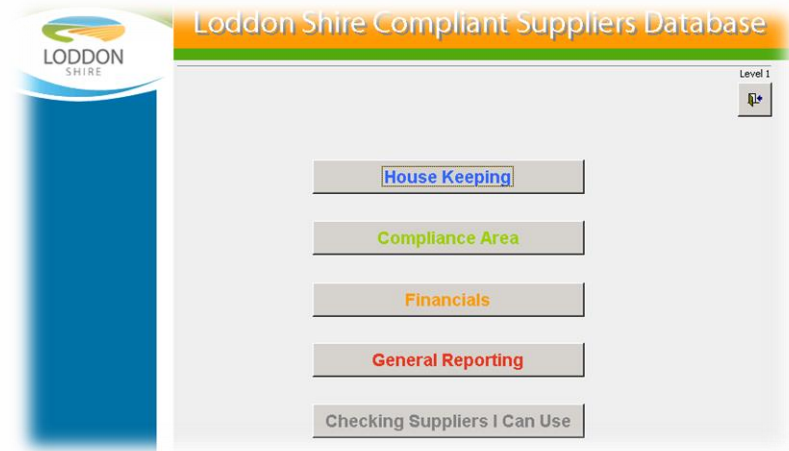 Loddon Shire Compliant Suppliers Database
LODDON
SHIRE
Level 1
House Keeping
Compliance Area
Financials
General Reporting
Checking Suppliers I Can Use